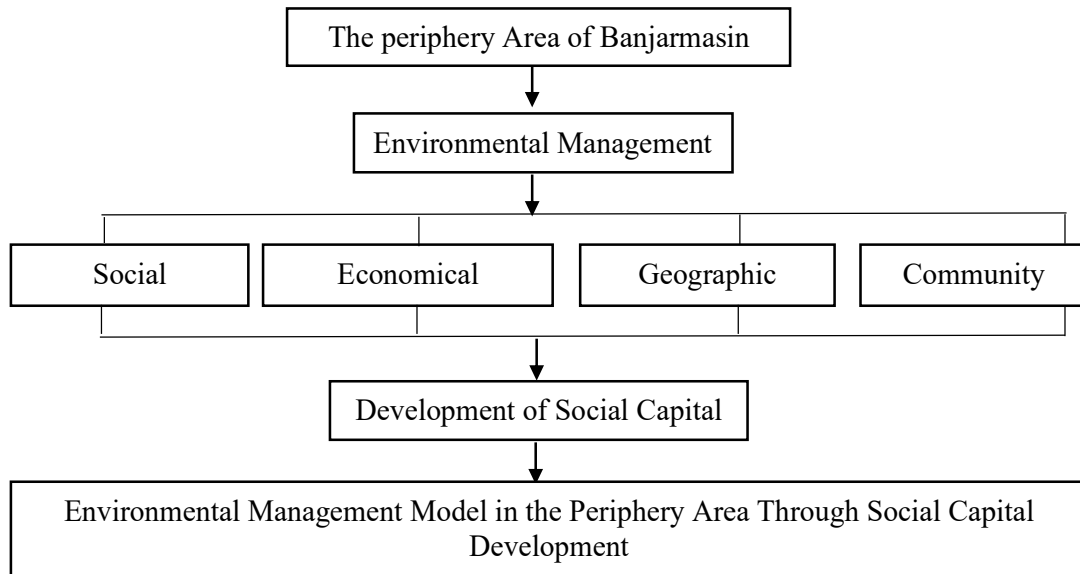 The periphery Area of Banjarmasin
Environmental Management
Social
Economical
Geographic
Community
Development of Social Capital
Environmental Management Model in the Periphery Area Through Social Capital
Development